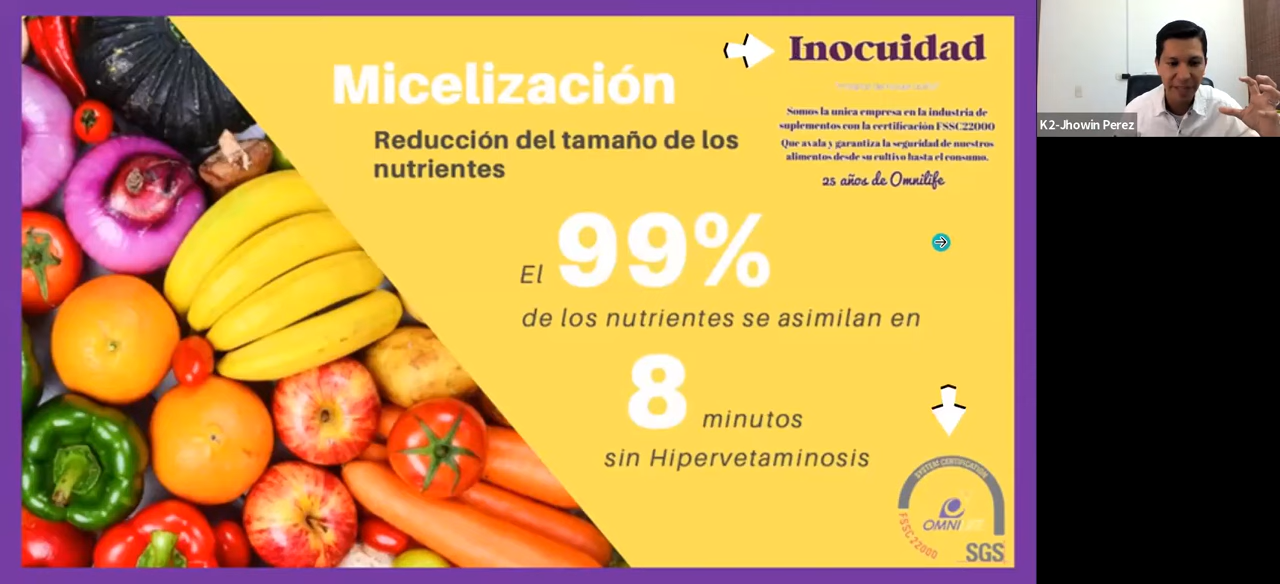 Micelización
Reducción del tamaño de los
nutrientes
El 99%
de los nutrientes se asimilan en
8 minutos
sin Hipervetaminosis
Inocuidad
Somos la unica empresa en la industria de
suplementos con la certificación FSSC22000
Que avala y garantiza la seguridad de nuestros
alimentos desde su cultivo hasta el consumo.
25 años de Omnilife
SYSTEM CERTIFICATION
OMNILIFE
FSSC22000
SGS
K2-Jhowin Perez